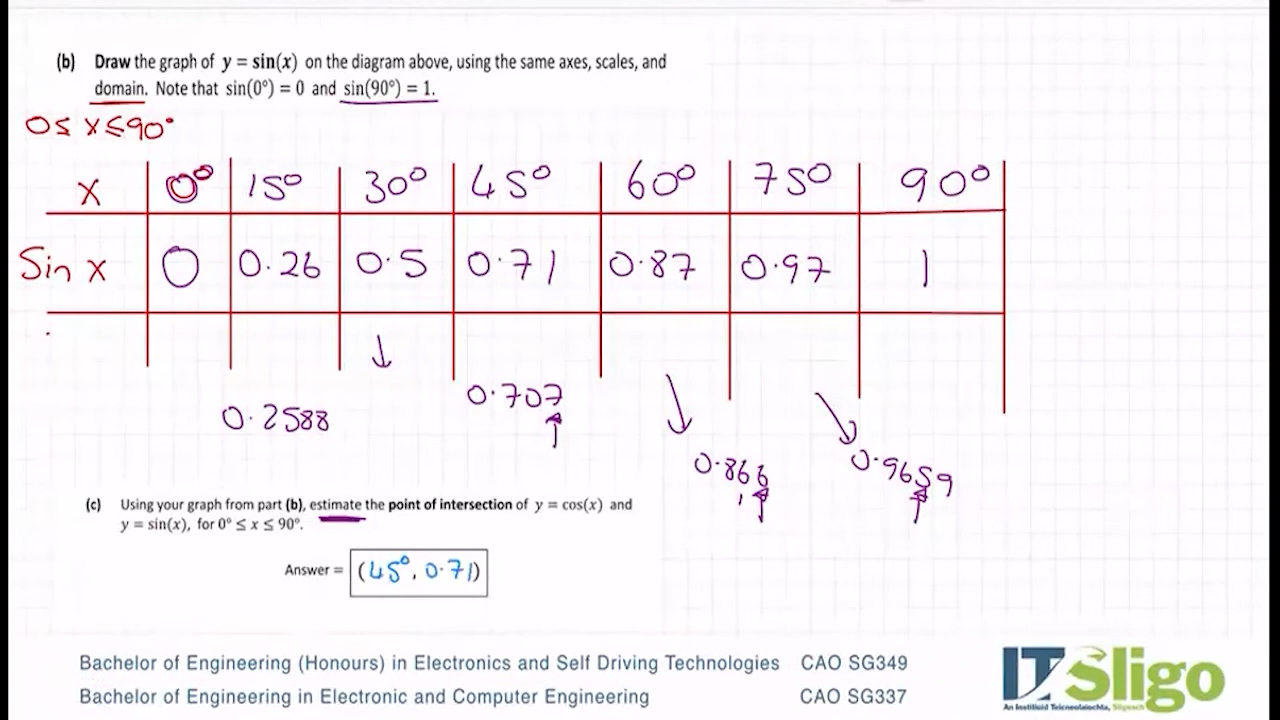 (b) Draw the graph of y = sin(x) on the diagram above, using the same axes, scales, and
domain. Note that sin(0°) = 0 and sin(90°) = 1.
0 ≤ x ≤ 90°
x 0° 15° 30° 45° 60° 75° 90°
Sin x 0 0.26 0.5 0.71 0.87 0.97 1
0.2588 0.707 0.866 0.9659
(c) Using your graph from part (b), estimate the point of intersection of y = cos(x) and
y = sin(x), for 0° ≤ x ≤ 90°.
Answer = (45°, 0.71)
Bachelor of Engineering (Honours) in Electronics and Self Driving Technologies CAO SG349
Bachelor of Engineering in Electronic and Computer Engineering CAO SG337
IT Sligo
An Institiúid Teicneolaíochta, Sligeach